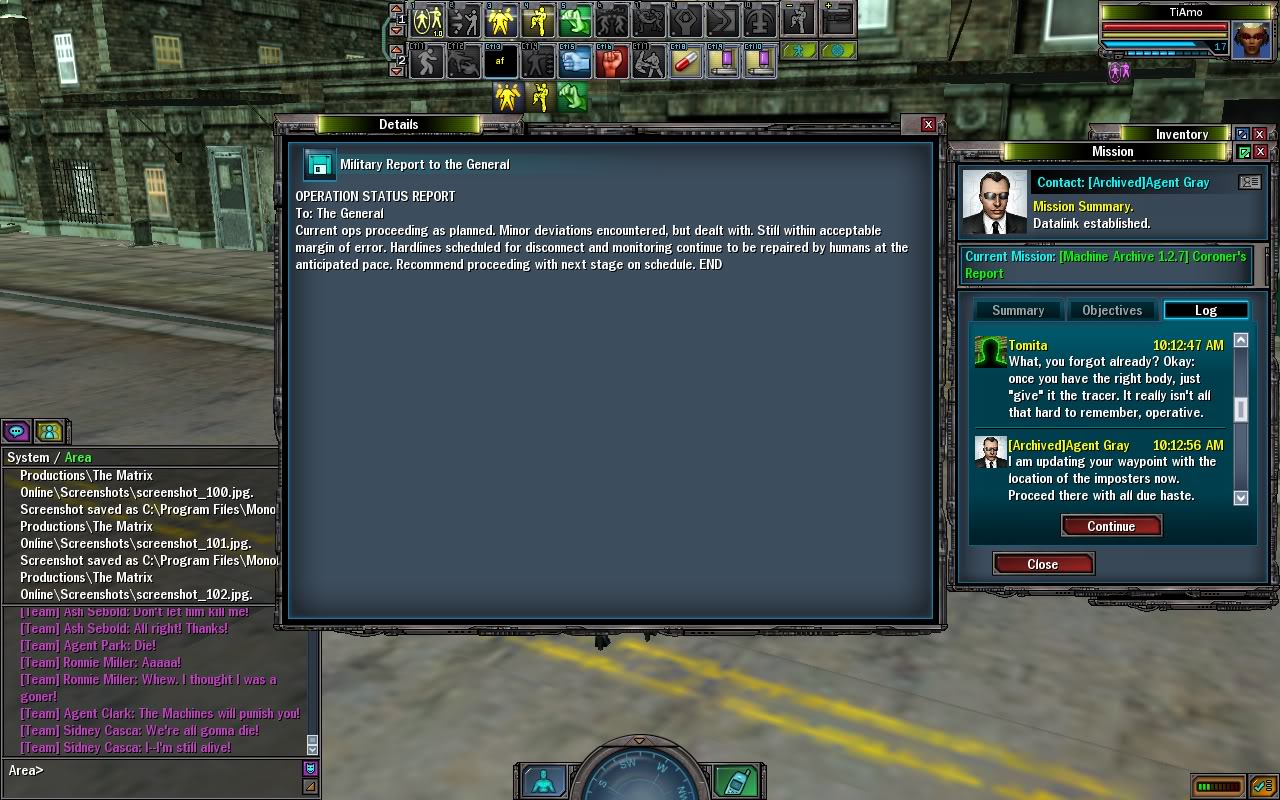 1
1.0
2
af
TiAmo
17
Details
Military Report to the General
OPERATION STATUS REPORT
To: The General
Current ops proceeding as planned. Minor deviations encountered, but dealt with. Still within acceptable
margin of error. Hardlines scheduled for disconnect and monitoring continue to be repaired by humans at the
anticipated pace. Recommend proceeding with next stage on schedule. END
Inventory
Mission
Contact: [Archived]Agent Gray
Mission Summary.
Datalink established.
Current Mission: [Machine Archive 1.2.7] Coroner's
Report
Summary Objectives Log
Tomita 10:12:47 AM
What, you forgot already? Okay:
once you have the right body, just
"give" it the tracer. It really isn't all
that hard to remember, operative.
[Archived]Agent Gray 10:12:56 AM
I am updating your waypoint with the
location of the imposters now.
Proceed there with all due haste.
Continue
Close
System / Area
Productions\The Matrix
Online\Screenshots\screenshot_100.jpg.
Screenshot saved as C:\Program Files\Mono
Productions\The Matrix
Online\Screenshots\screenshot_101.jpg.
Screenshot saved as C:\Program Files\Mono
Productions\The Matrix
Online\Screenshots\screenshot_102.jpg.
[Team] Ash Sebold: Don't let him kill me!
[Team] Ash Sebold: All right! Thanks!
[Team] Agent Park: Die!
[Team] Ronnie Miller: Aaaaa!
[Team] Ronnie Miller: Whew. I thought I was a
goner!
[Team] Agent Clark: The Machines will punish you!
[Team] Sidney Casca: We're all gonna die!
[Team] Sidney Casca: I--I'm still alive!
Area>
S SW W NW